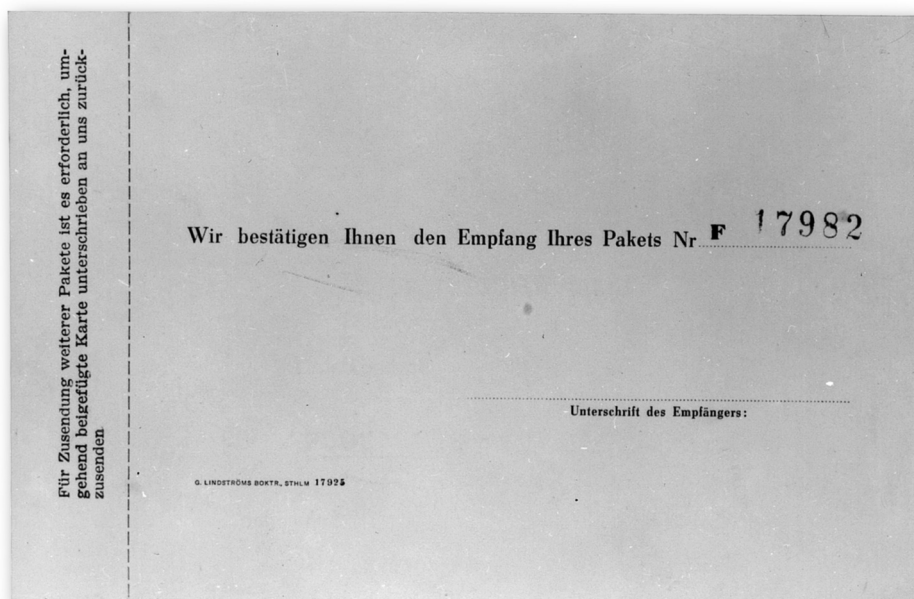 Für Zusendung weiterer Pakete ist es erforderlich, um-
gehend beigefügte Karte unterschrieben an uns zurück-
zusenden
Wir bestätigen Ihnen den Empfang Ihres Pakets Nr F 17982
Unterschrift des Empfängers:
G. LINDSTRÖMS BOKTR., STHLM 17925